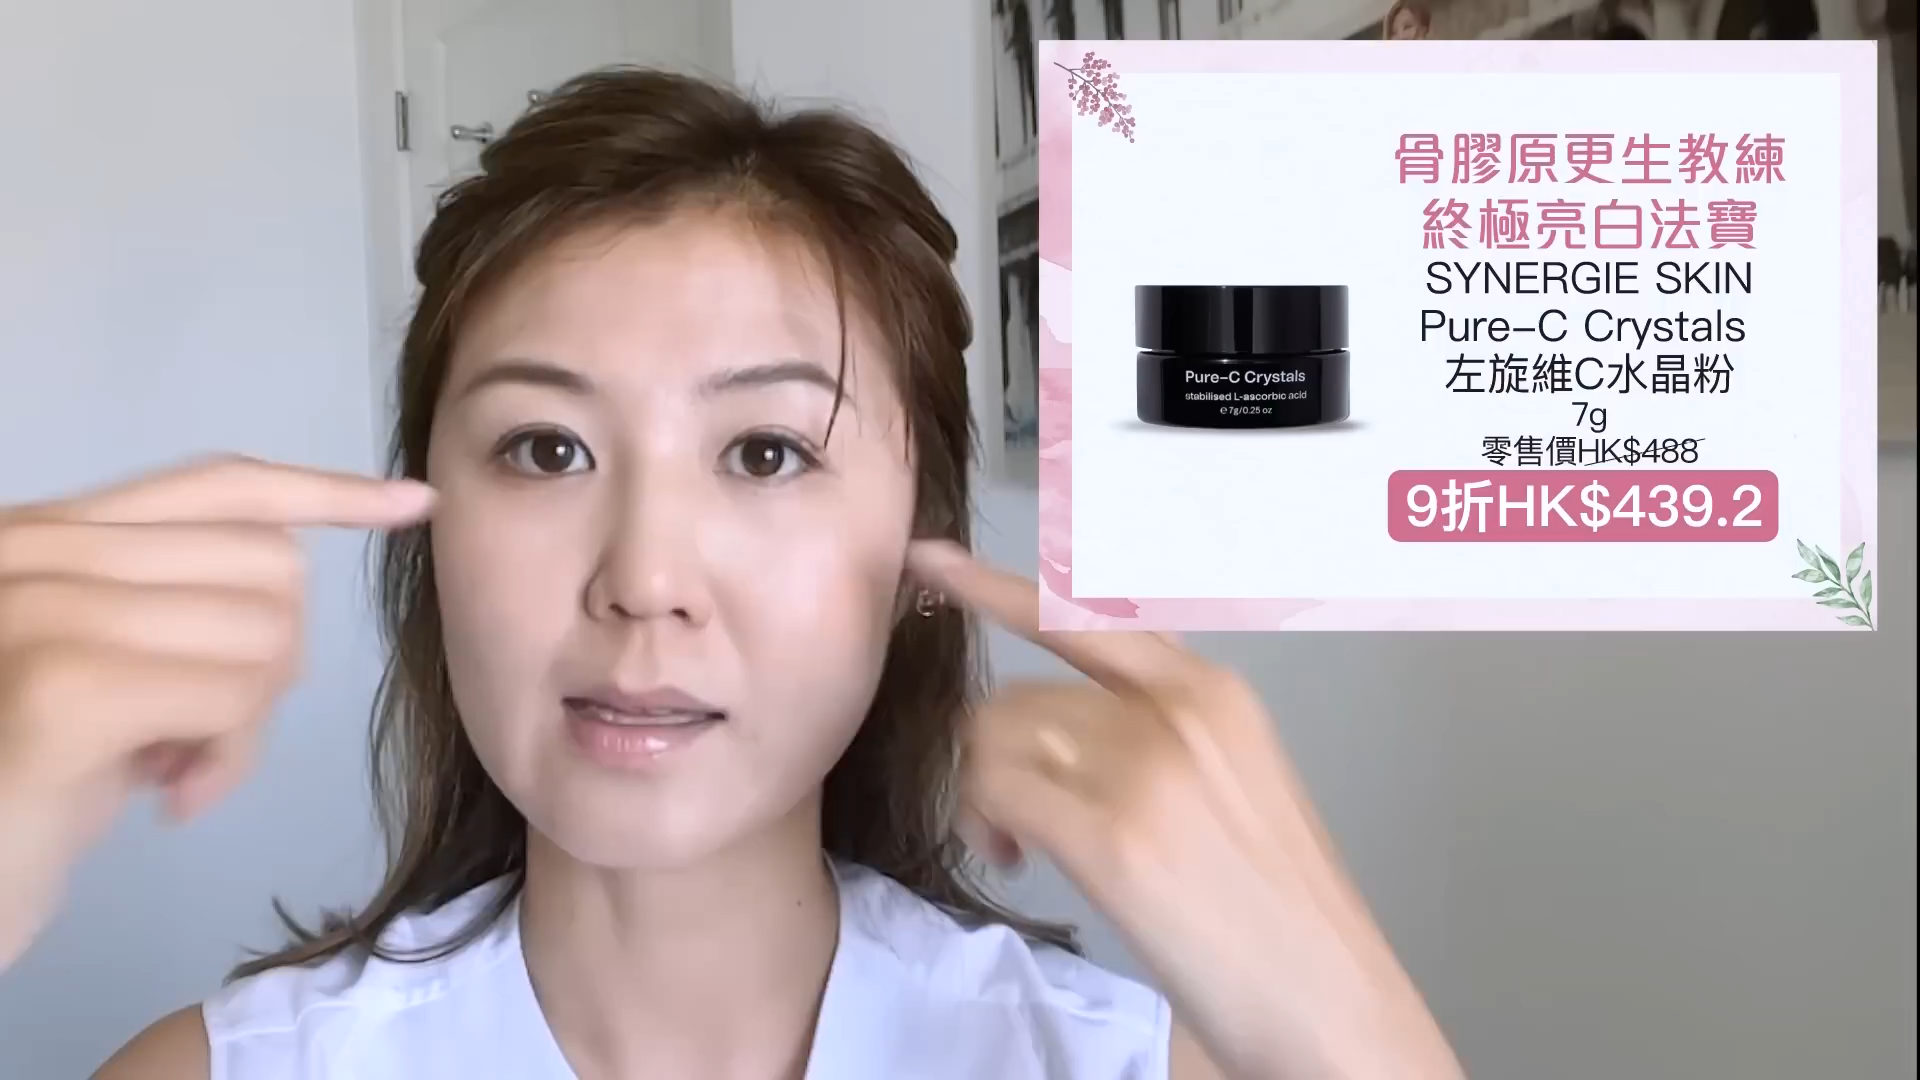 骨膠原更生教練
終極亮白法寶
SYNERGIE SKIN
Pure-C Crystals
左旋維C水晶粉
7g
零售價HK$488
9折HK$439.2
Pure-C Crystals
stabilised L-ascorbic acid
℮ 7g/0.25 oz